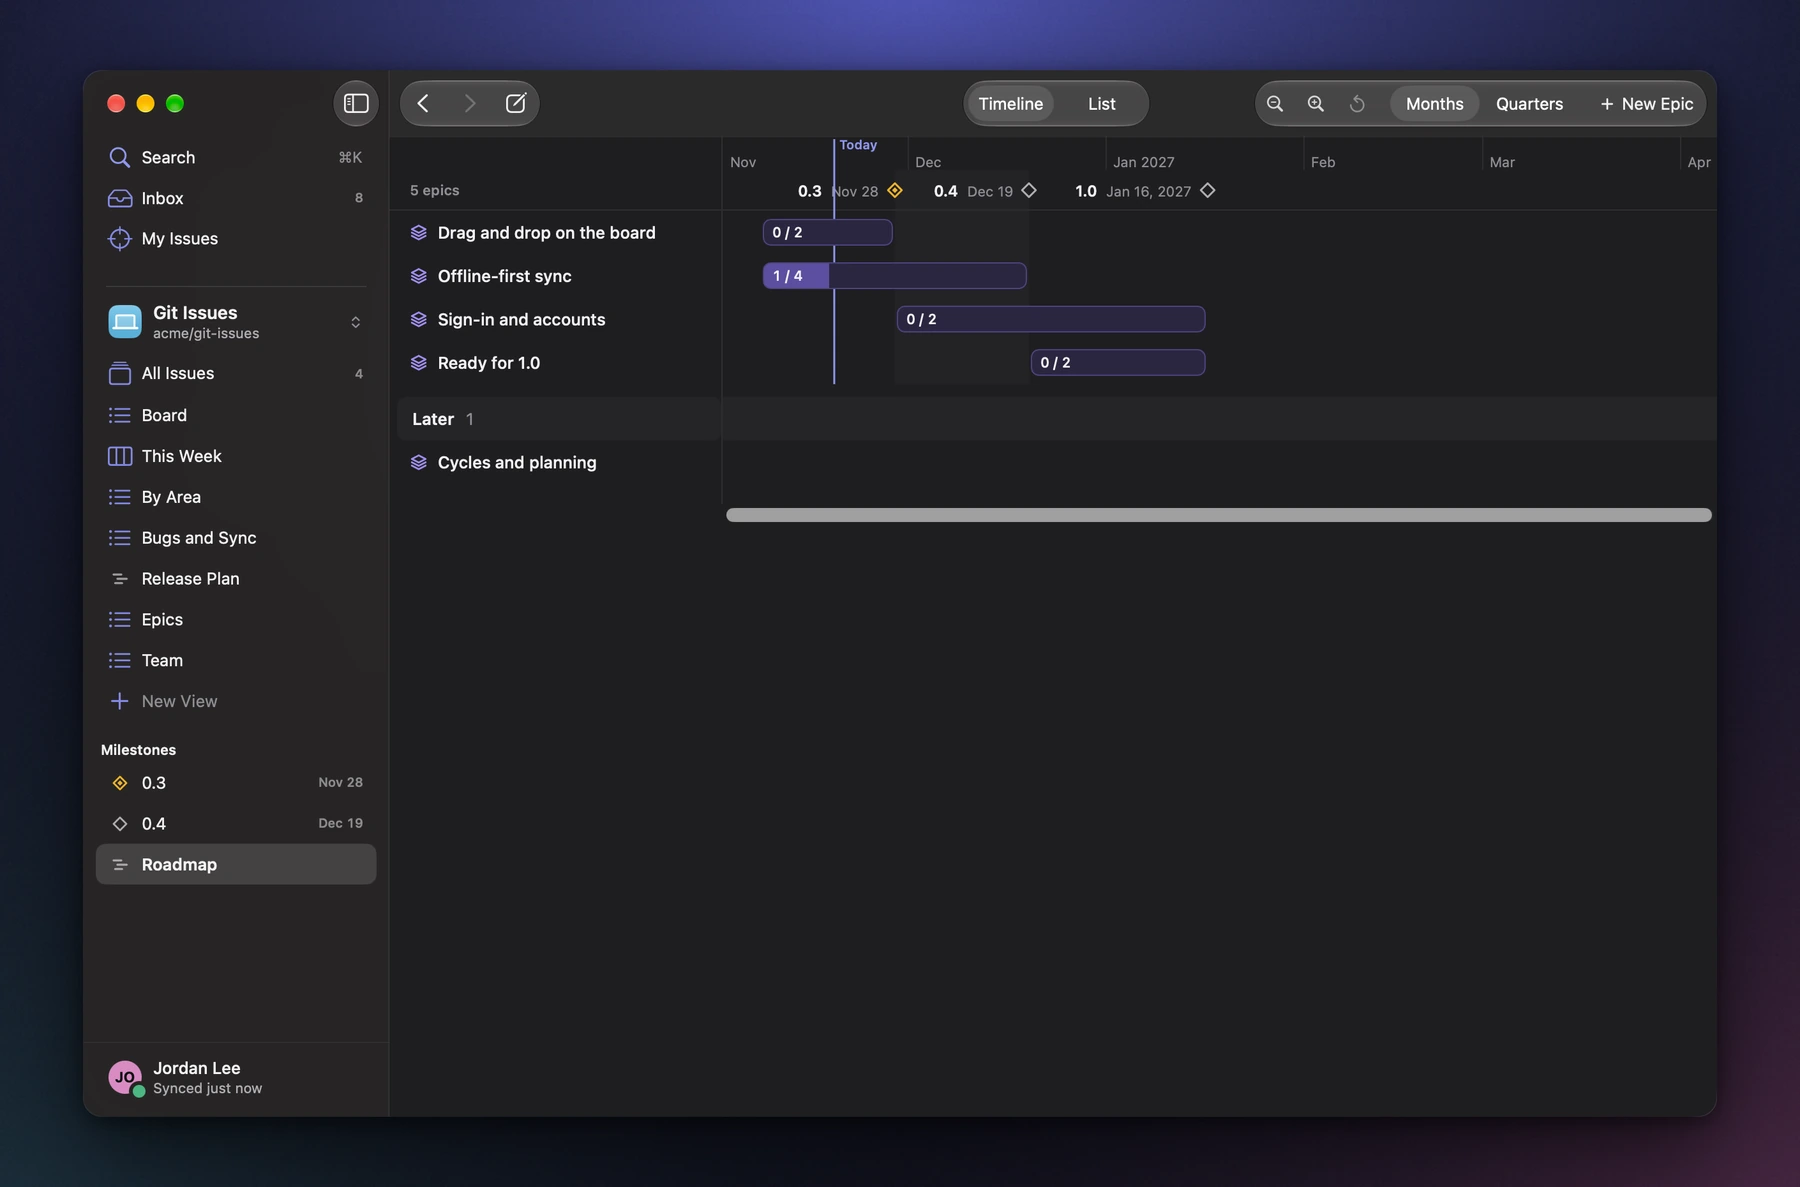 Search ⌘K
Inbox 8
My Issues
Git Issues
acme/git-issues
All Issues 4
Board
This Week
By Area
Bugs and Sync
Release Plan
Epics
Team
New View
Milestones
0.3 Nov 28
0.4 Dec 19
Roadmap
JO
Jordan Lee
Synced just now
Timeline List
Months Quarters + New Epic
Today
Nov Dec Jan 2027 Feb Mar Apr
5 epics
0.3 Nov 28 0.4 Dec 19 1.0 Jan 16, 2027
Drag and drop on the board 0 / 2
Offline-first sync 1 / 4
Sign-in and accounts 0 / 2
Ready for 1.0 0 / 2
Later 1
Cycles and planning